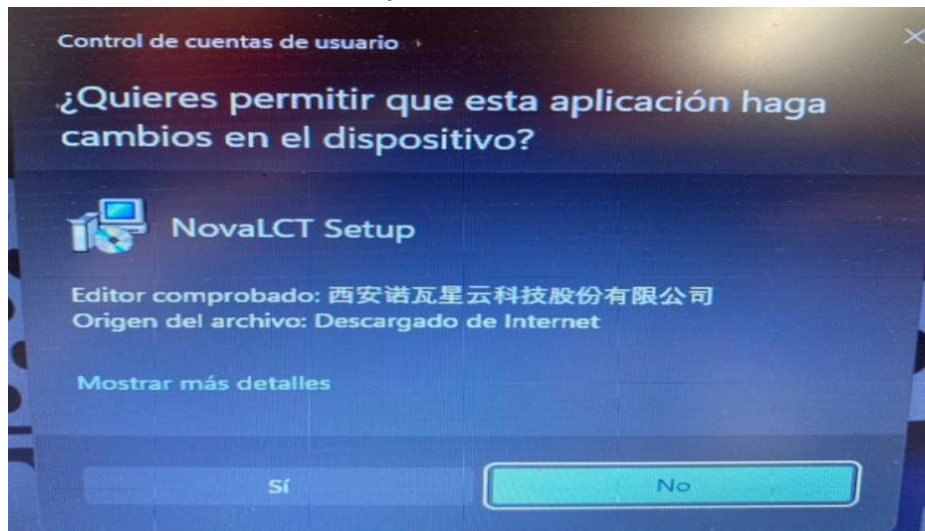 Control de cuentas de usuario
¿Quieres permitir que esta aplicación haga
cambios en el dispositivo?
NovaLCT Setup
Editor comprobado: 西安诺瓦星云科技股份有限公司
Origen del archivo: Descargado de Internet
Mostrar más detalles
Sí
No